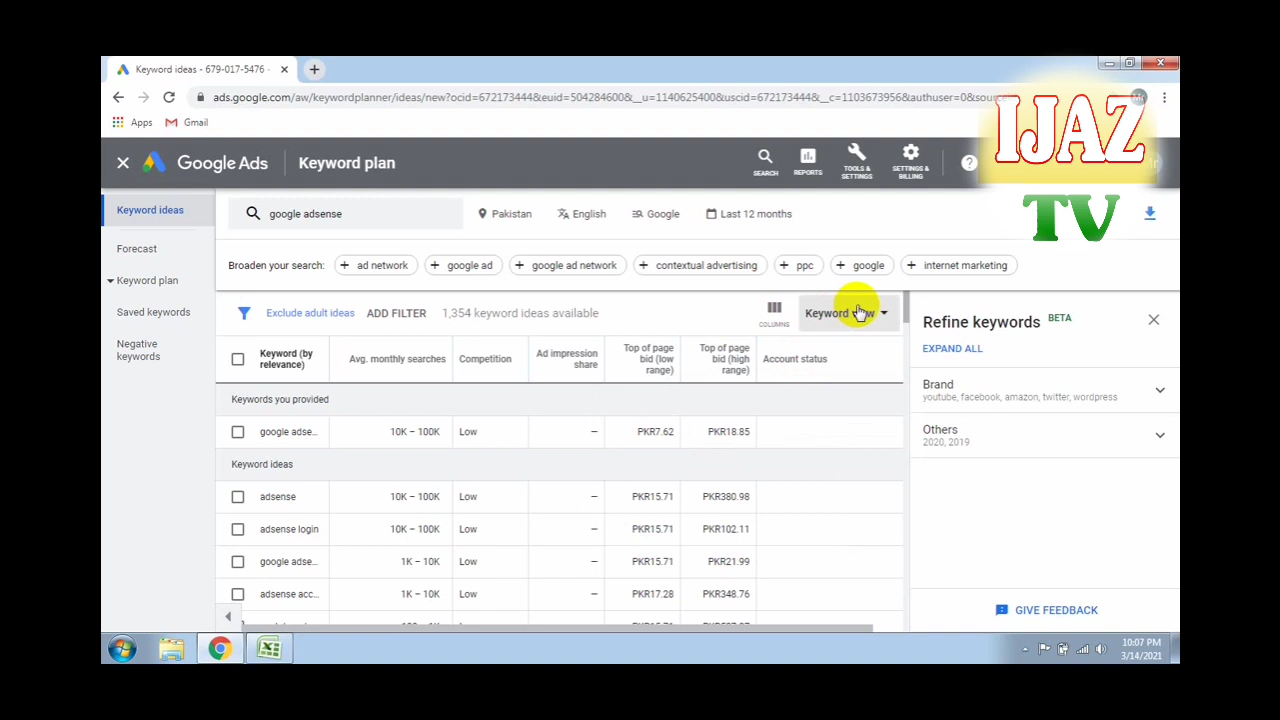 Keyword ideas - 679-017-5476 -
ads.google.com/aw/keywordplanner/ideas/new?ocid=672173444&euid=504284600&__u=1140625400&uscid=672173444&__c=1103673956&authuser=0&sourc
Apps
Gmail
IJAZ
TV
Google Ads
Keyword plan
SEARCH
REPORTS
TOOLS & SETTINGS
SETTINGS & BILLING
Keyword ideas
Forecast
Keyword plan
Saved keywords
Negative keywords
google adsense
Pakistan
English
Google
Last 12 months
Broaden your search:
+ ad network
+ google ad
+ google ad network
+ contextual advertising
+ ppc
+ google
+ internet marketing
Exclude adult ideas
ADD FILTER
1,354 keyword ideas available
COLUMNS
Keyword view
Keyword (by relevance)
Avg. monthly searches
Competition
Ad impression share
Top of page bid (low range)
Top of page bid (high range)
Account status
Keywords you provided
google adse... 10K – 100K Low – PKR7.62 PKR18.85
Keyword ideas
adsense 10K – 100K Low – PKR15.71 PKR380.98
adsense login 10K – 100K Low – PKR15.71 PKR102.11
google adse... 1K – 10K Low – PKR15.71 PKR21.99
adsense acc... 1K – 10K Low – PKR17.28 PKR348.76
Refine keywords BETA
EXPAND ALL
Brand
youtube, facebook, amazon, twitter, wordpress
Others
2020, 2019
GIVE FEEDBACK
10:07 PM
3/14/2021